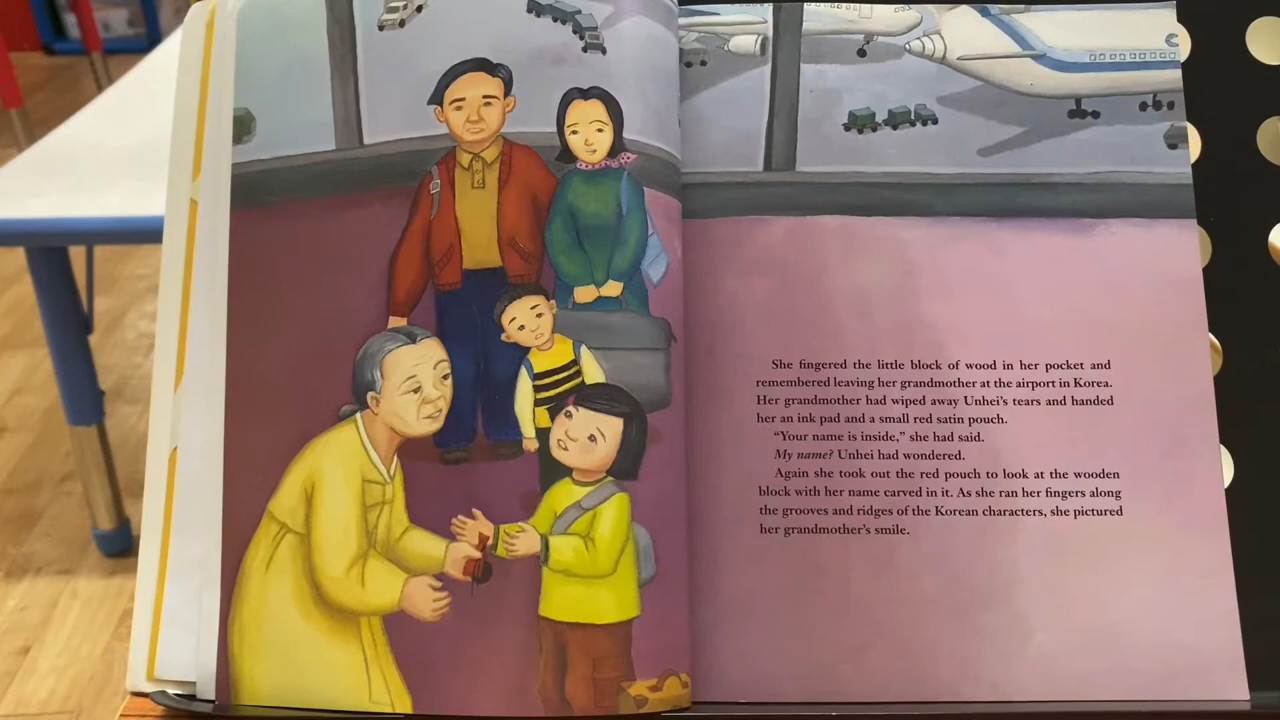 She fingered the little block of wood in her pocket and
remembered leaving her grandmother at the airport in Korea.
Her grandmother had wiped away Unhei’s tears and handed
her an ink pad and a small red satin pouch.
“Your name is inside,” she had said.
My name? Unhei had wondered.
Again she took out the red pouch to look at the wooden
block with her name carved in it. As she ran her fingers along
the grooves and ridges of the Korean characters, she pictured
her grandmother’s smile.